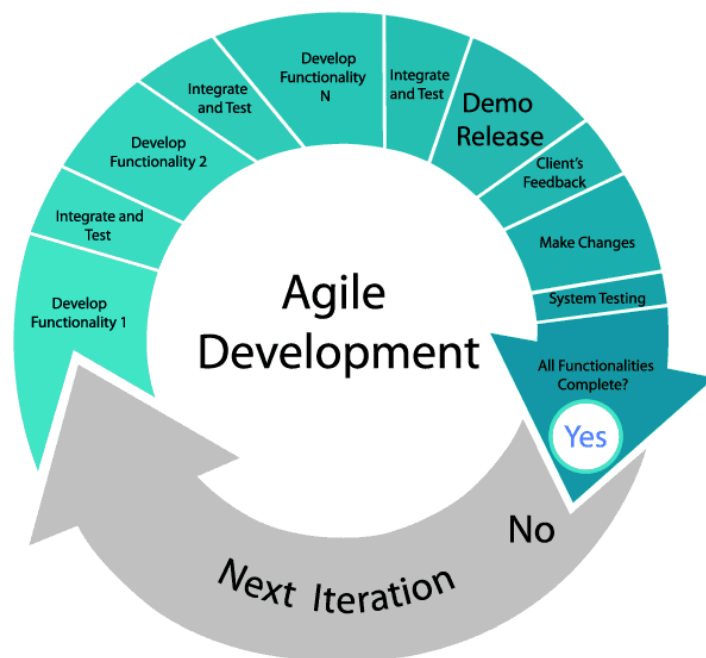 Develop
Functionality 1
Integrate and
Test
Develop
Functionality 2
Integrate
and Test
Develop
Functionality
N
Integrate
and Test
Demo
Release
Client's
Feedback
Make Changes
System Testing
All Functionalities
Complete?
Yes
No
Next Iteration
Agile
Development